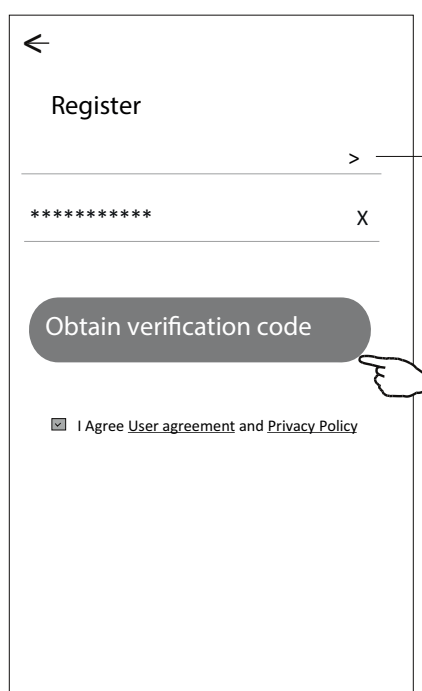 Register
>
***********
X
Obtain verification code
I Agree User agreement and Privacy Policy